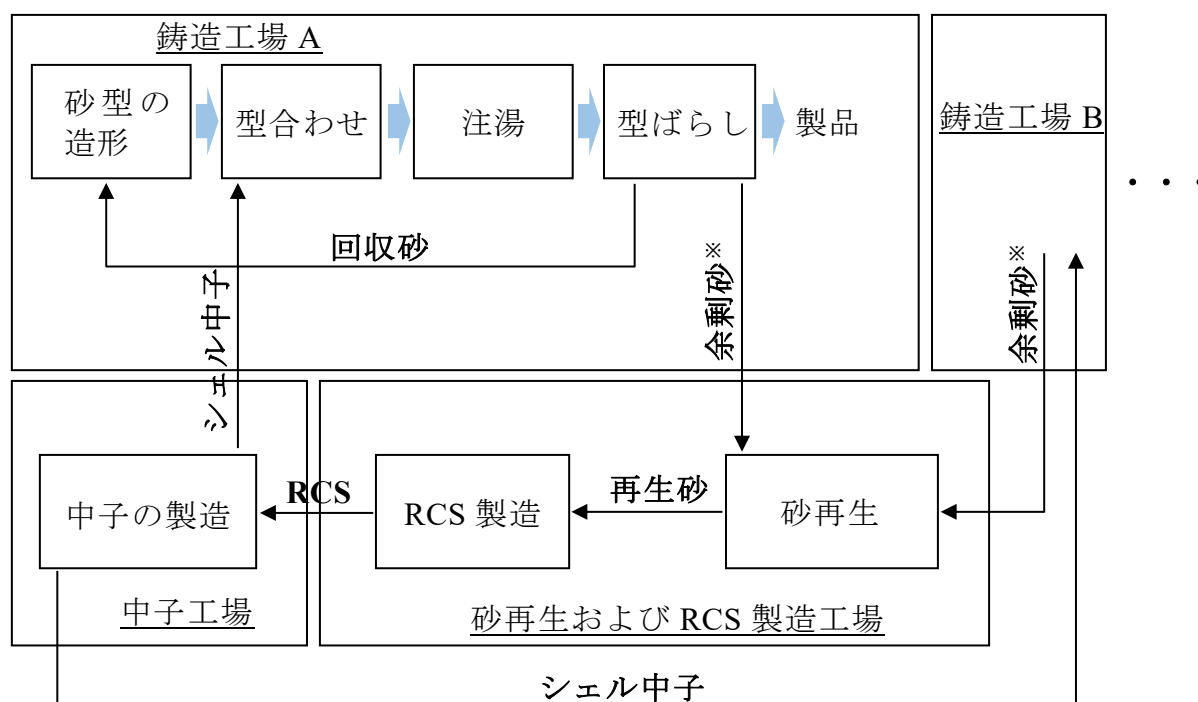 鋳造工場 A
砂型の
造形
型合わせ
注湯
型ばらし
製品
鋳造工場 B
・・・
回収砂
シェル中子
余剰砂※
余剰砂※
中子の製造
RCS
RCS 製造
再生砂
砂再生
中子工場
砂再生および RCS 製造工場
シェル中子